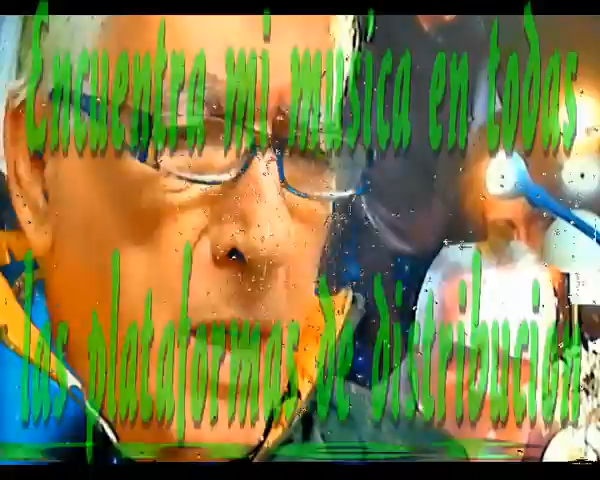 Encuentra mi musica en todas
las plataformas de distribucion